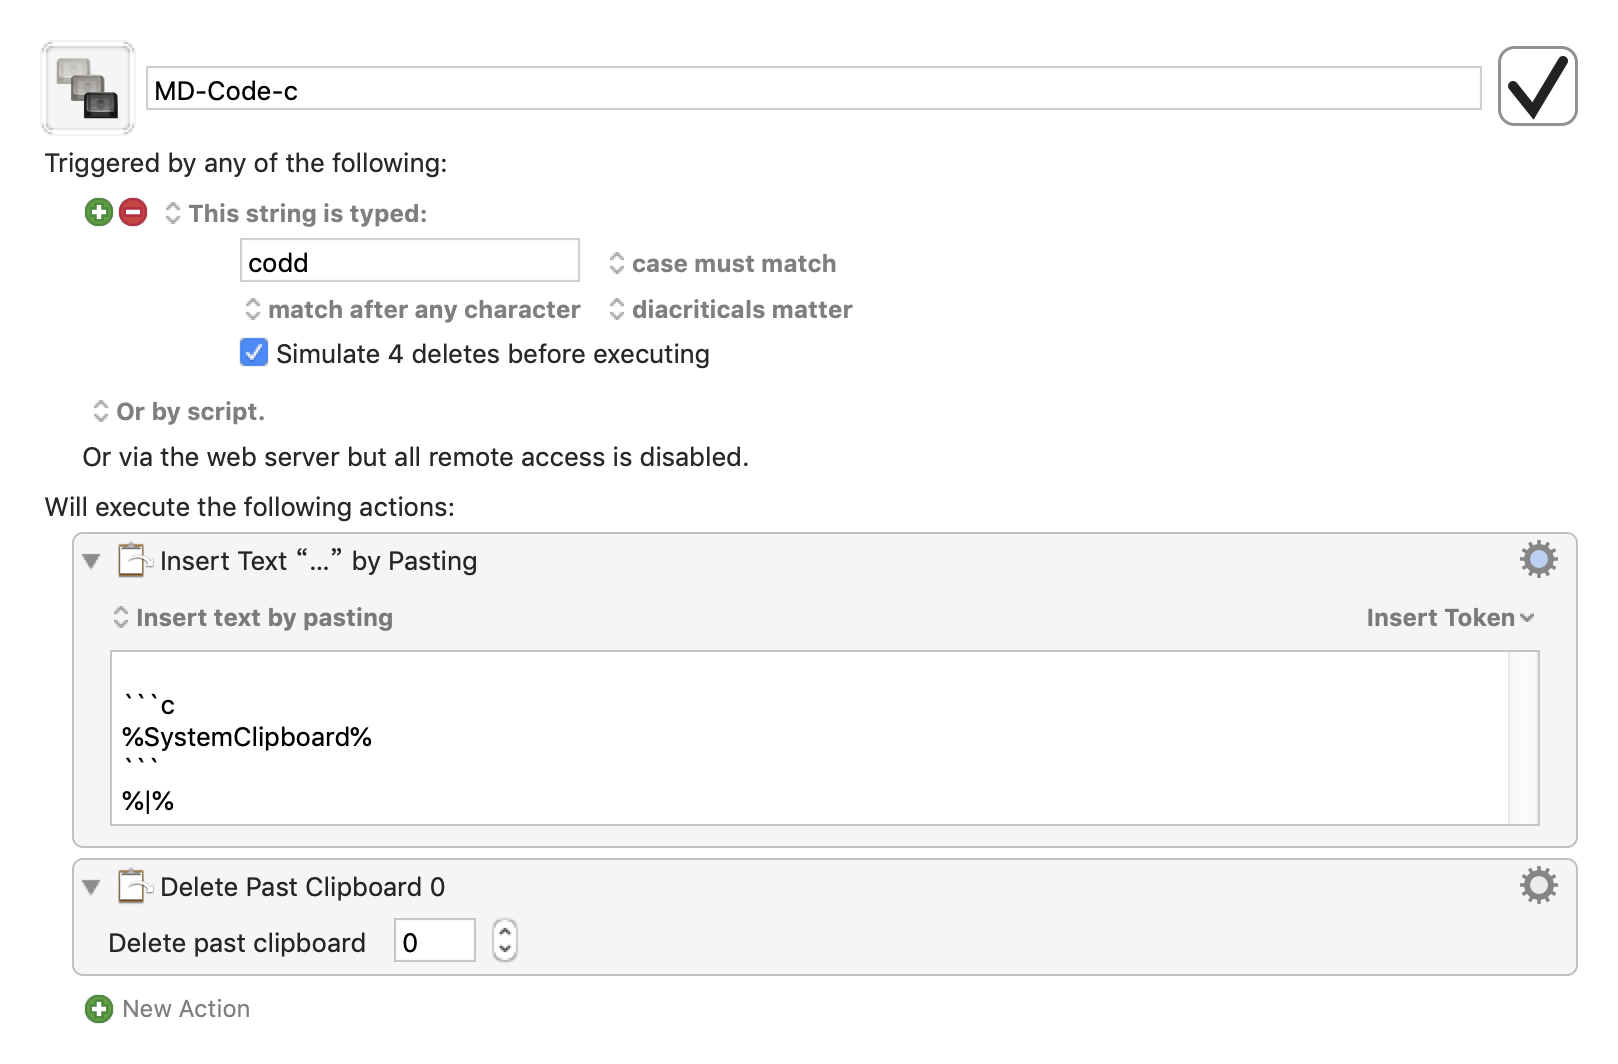 MD-Code-c
Triggered by any of the following:
This string is typed:
codd
case must match
match after any character
diacriticals matter
Simulate 4 deletes before executing
Or by script.
Or via the web server but all remote access is disabled.
Will execute the following actions:
Insert Text “...” by Pasting
Insert text by pasting
Insert Token
```c
%SystemClipboard%
```
%|%
Delete Past Clipboard 0
Delete past clipboard 0
New Action